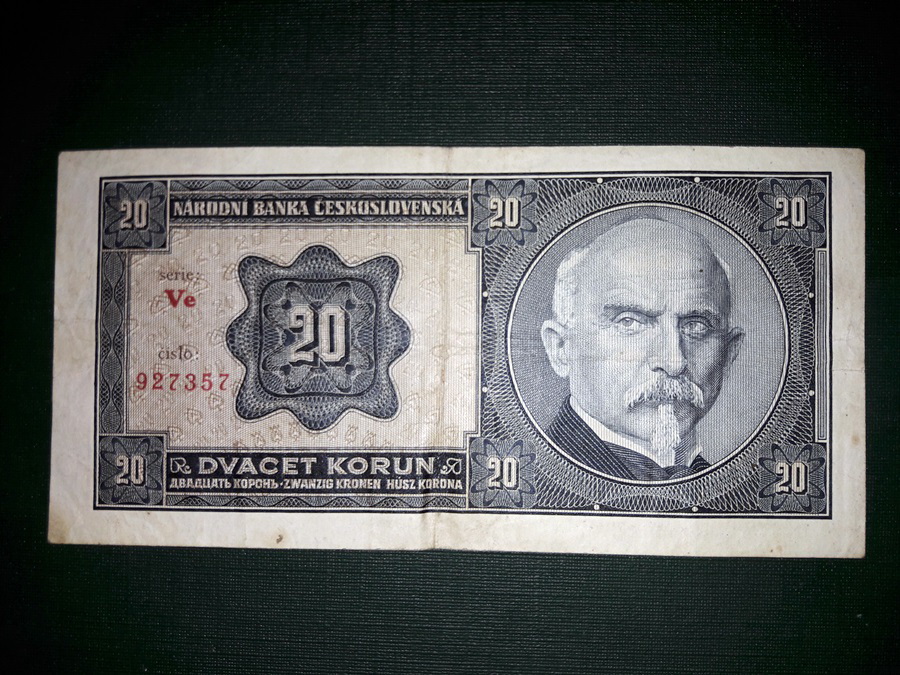 20 NÁRODNÍ BANKA ČESKOSLOVENSKÁ 20 20
serie:
Ve
20
číslo:
927357
20 DVACET KORUN 20 20
ДВАДЦАТЬ КОРОНЪ · ZWANZIG KRONEN HÚSZ KORONA